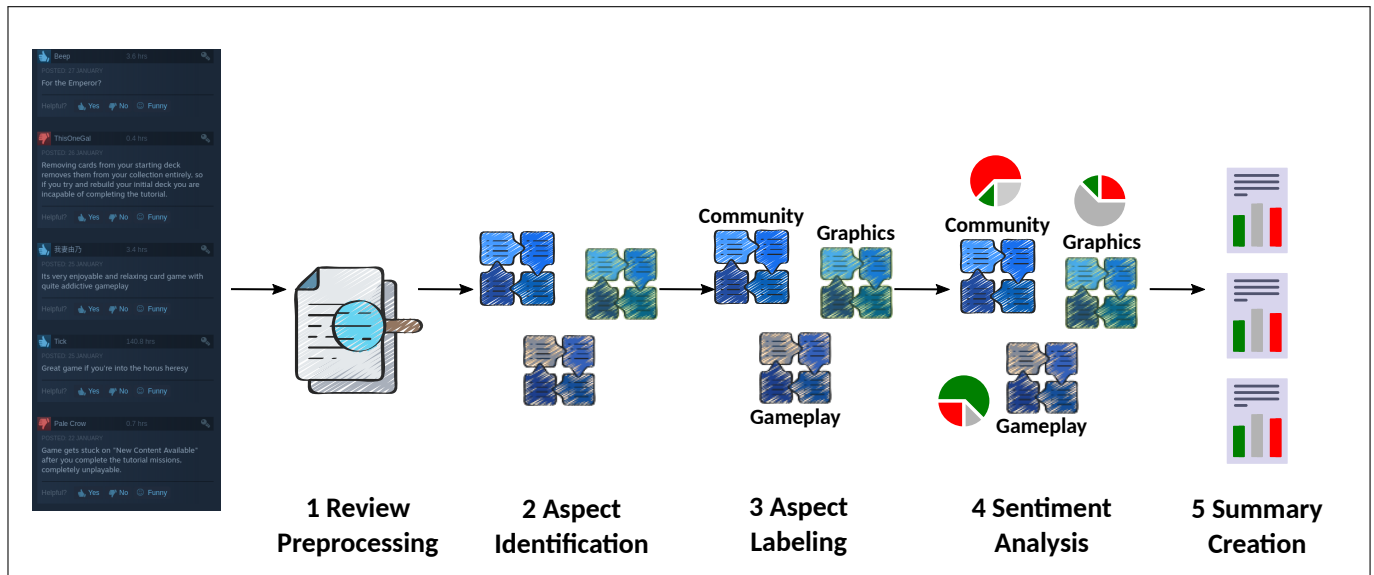 Beep 3.5 hrs
POSTED: 27 JANUARY
For the Emperor?
Helpful? Yes No Funny
ThisOneGai 0.4 hrs
POSTED: 26 JANUARY
Removing cards from your starting deck
removes them from your collection entirely, so
if you try and rebuild your initial deck you are
incapable of completing the tutorial.
Helpful? Yes No Funny
我妻由乃 3.4 hrs
POSTED: 25 JANUARY
Its very enjoyable and relaxing card game with
quite addictive gameplay
Helpful? Yes No Funny
Tick 140.8 hrs
POSTED: 25 JANUARY
Great game if you're into the horus heresy
Helpful? Yes No Funny
Pale Crow 0.7 hrs
POSTED: 22 JANUARY
Game gets stuck on "New Content Available"
after you complete the tutorial missions.
completely unplayable.
Helpful? Yes No Funny
Community
Graphics
Gameplay
Community
Graphics
Gameplay
1 Review
Preprocessing
2 Aspect
Identification
3 Aspect
Labeling
4 Sentiment
Analysis
5 Summary
Creation